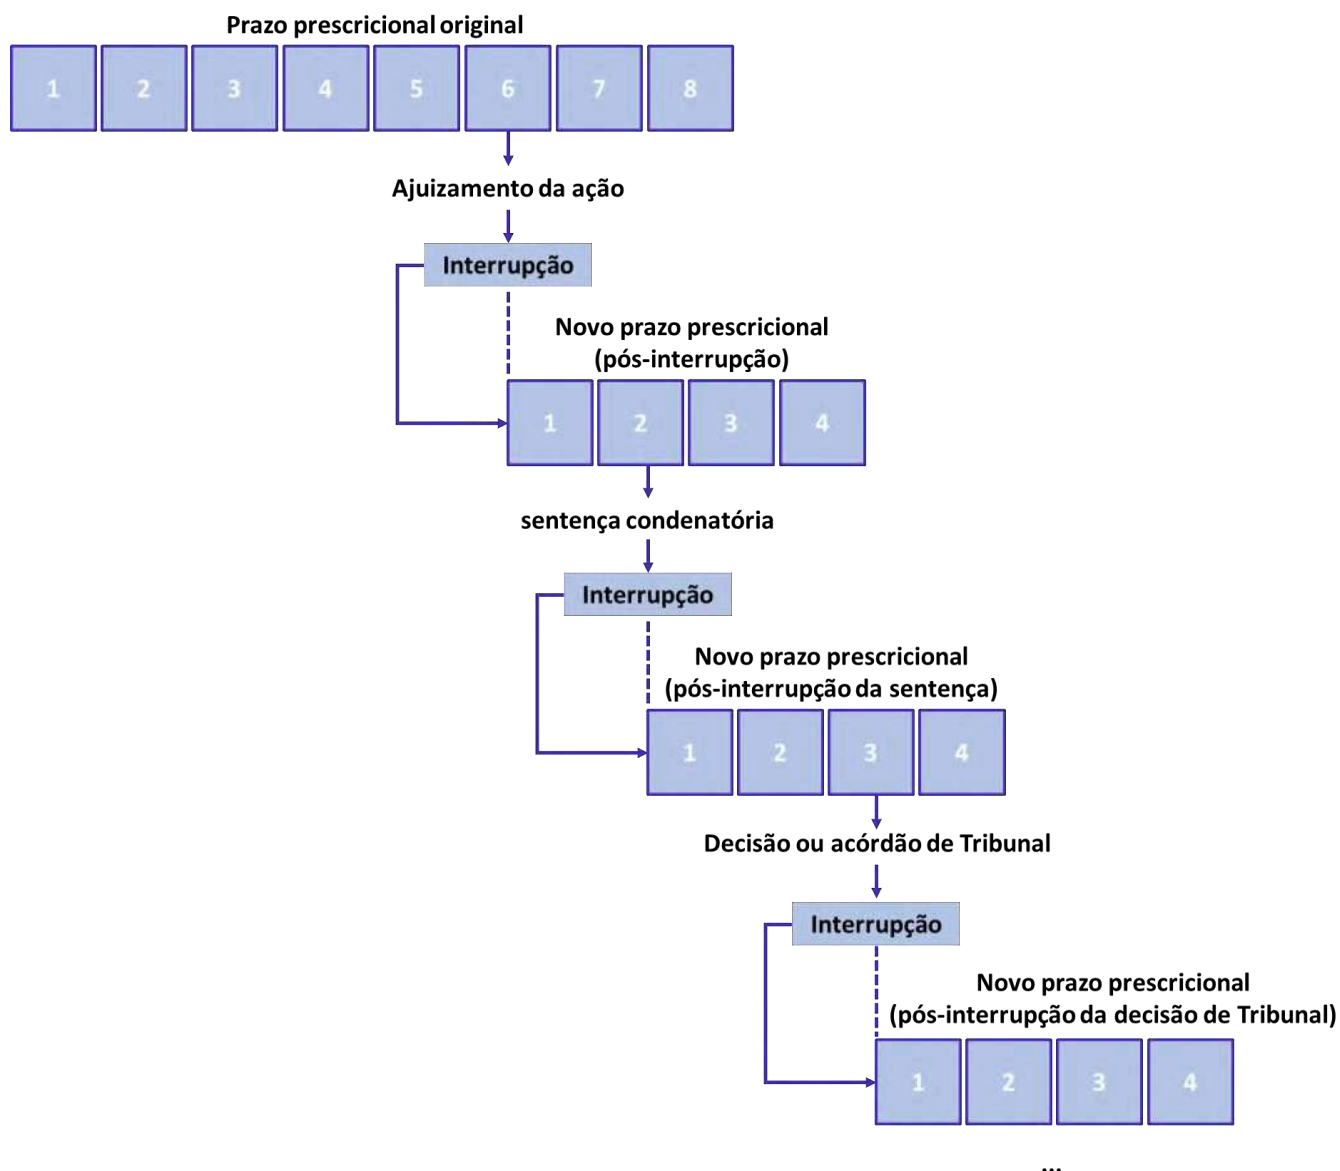 Prazo prescricional original
1 2 3 4 5 6 7 8
Ajuizamento da ação
Interrupção
Novo prazo prescricional
(pós-interrupção)
1 2 3 4
sentença condenatória
Interrupção
Novo prazo prescricional
(pós-interrupção da sentença)
1 2 3 4
Decisão ou acórdão de Tribunal
Interrupção
Novo prazo prescricional
(pós-interrupção da decisão de Tribunal)
1 2 3 4
...